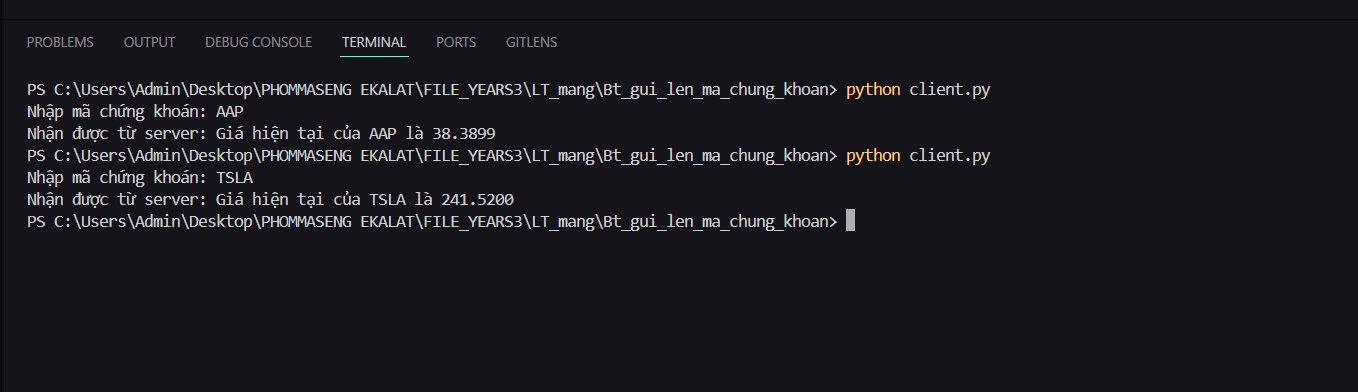 PROBLEMS OUTPUT DEBUG CONSOLE TERMINAL PORTS GITLENS
PS C:\Users\Admin\Desktop\PHOMMASENG EKALAT\FILE_YEARS3\LT_mang\Bt_gui_len_ma_chung_khoan> python client.py
Nhập mã chứng khoán: AAP
Nhận được từ server: Giá hiện tại của AAP là 38.3899
PS C:\Users\Admin\Desktop\PHOMMASENG EKALAT\FILE_YEARS3\LT_mang\Bt_gui_len_ma_chung_khoan> python client.py
Nhập mã chứng khoán: TSLA
Nhận được từ server: Giá hiện tại của TSLA là 241.5200
PS C:\Users\Admin\Desktop\PHOMMASENG EKALAT\FILE_YEARS3\LT_mang\Bt_gui_len_ma_chung_khoan>